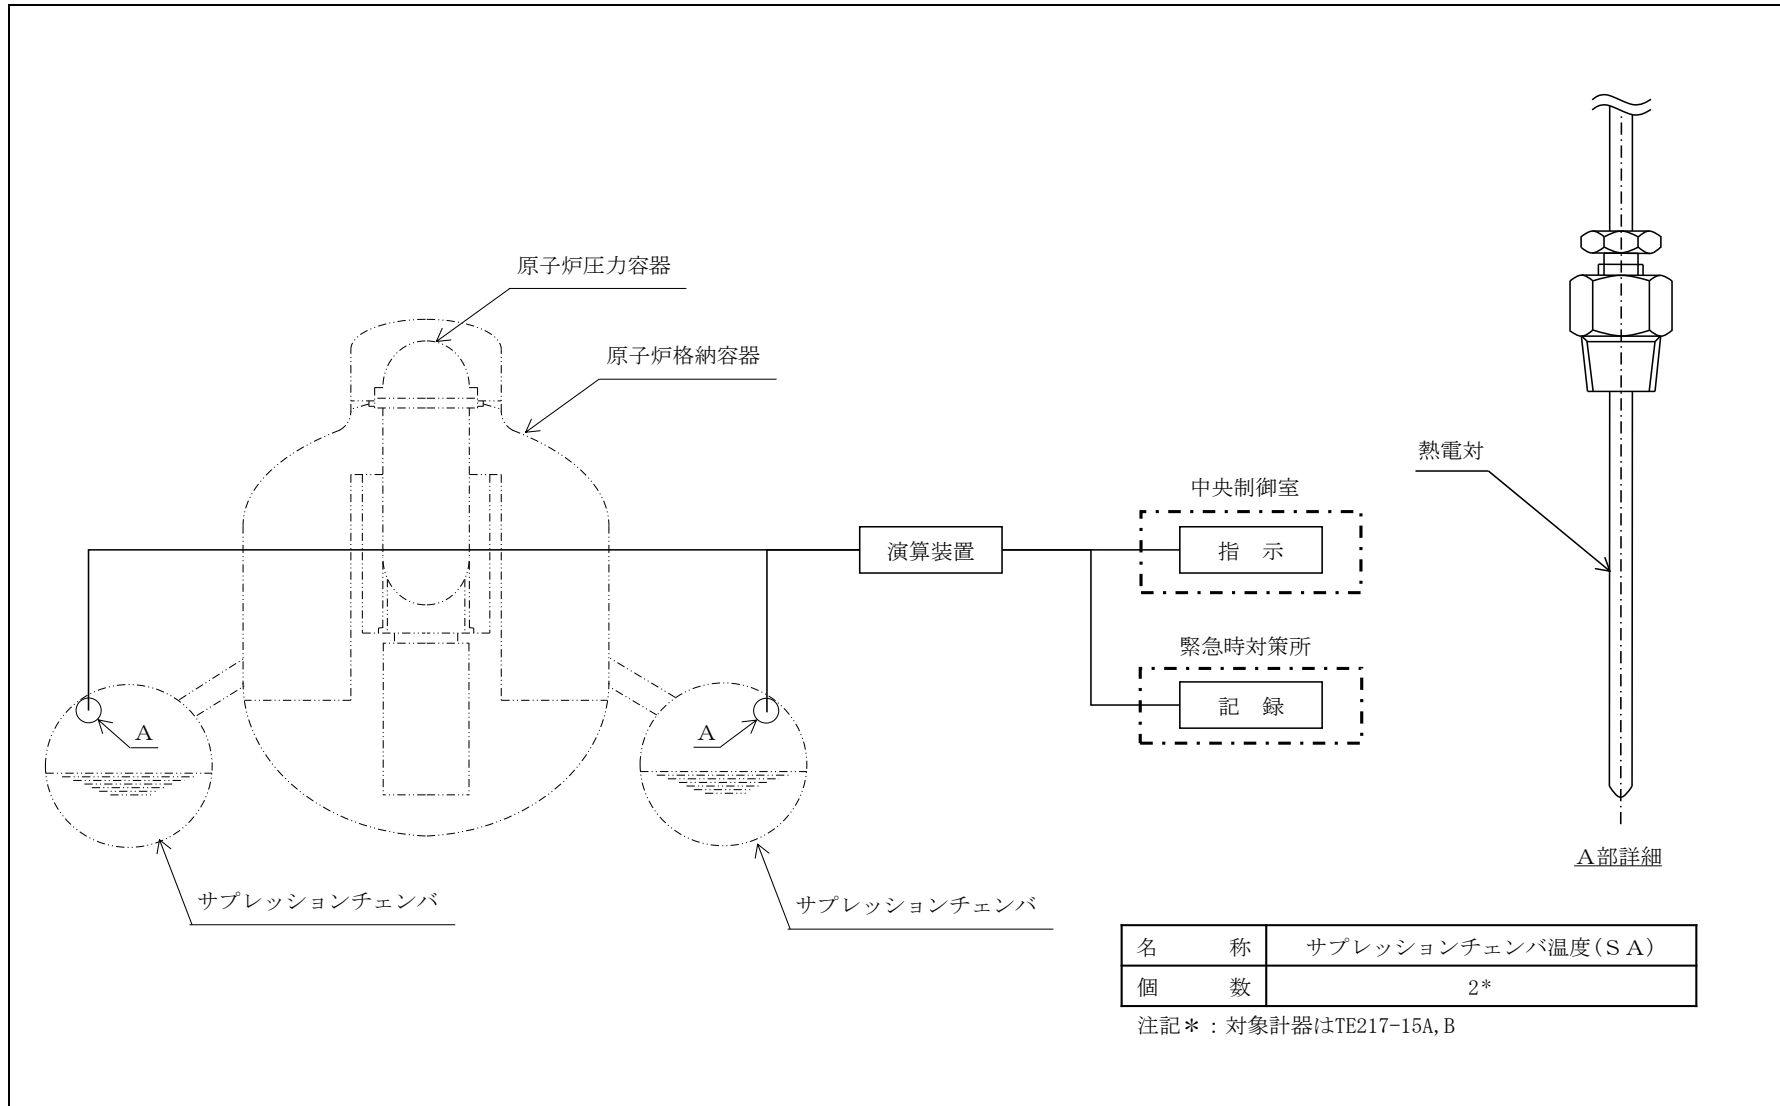 原子炉圧力容器
原子炉格納容器
熱電対
中央制御室
演算装置
指　示
緊急時対策所
記　録
A
A
A部詳細
サプレッションチェンバ
サプレッションチェンバ
名　称　サプレッションチェンバ温度(SA)
個　数　2*
注記＊：対象計器はTE217-15A,B